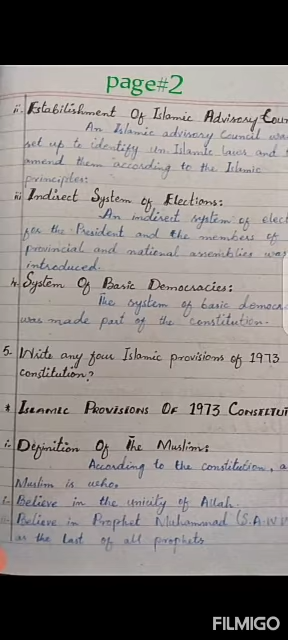 page#2
ii. Estabilishment Of Islamic Advisory Coun
An Islamic advisory Council was
set up to identify un Islamic laws and t
amend them according to the Islamic
principles:
iii Indirect System of Elections:
An indirect system of elect
for the President and the members of
provincial and national assemblies was
introduced.
System Of Basic Democracies:
The system of basic democra
was made part of the constitution.
5. Write any four Islamic provisions of 1973
constitution?
* ISLAMIC PROVISIONS OF 1973 CONSTITUTI
i. Definition Of The Muslim:
According to the constitution, a
Muslim is who:
i- Believe in the unicity of Allah.
Believe in Prophet Muhammad (S.A.W
as the last of all prophets
FILMIGO